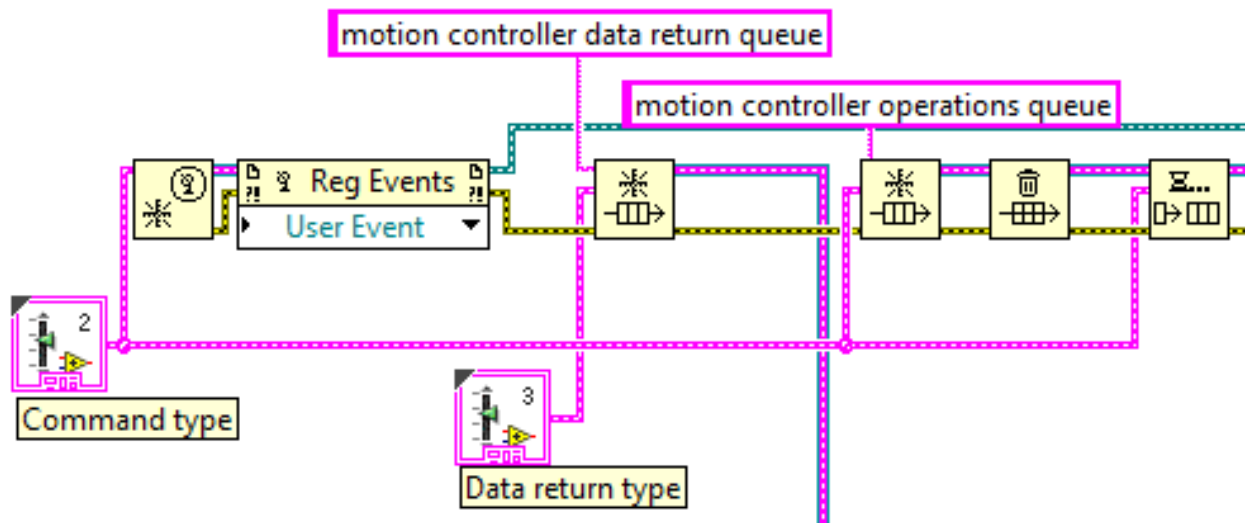 motion controller data return queue
motion controller operations queue
?!
Reg Events
?!
User Event
2
Command type
3
Data return type